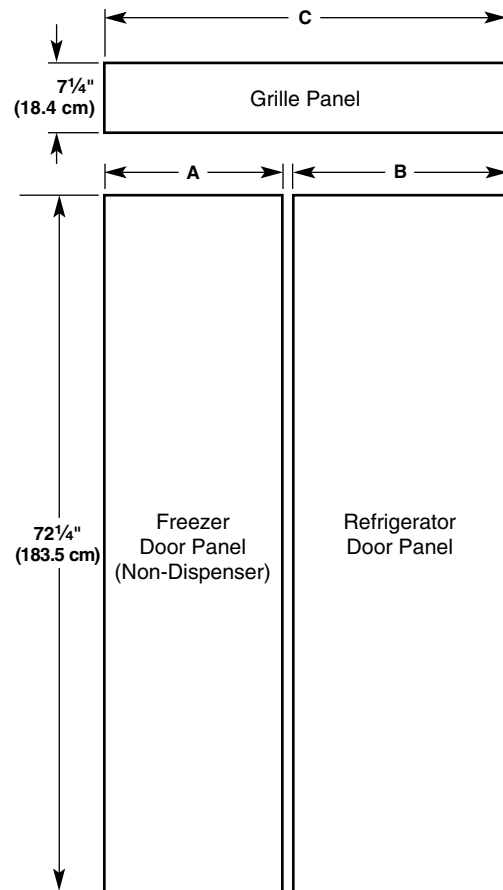 C
7¼"
(18.4 cm)
Grille Panel
A
B
72¼"
(183.5 cm)
Freezer
Door Panel
(Non-Dispenser)
Refrigerator
Door Panel